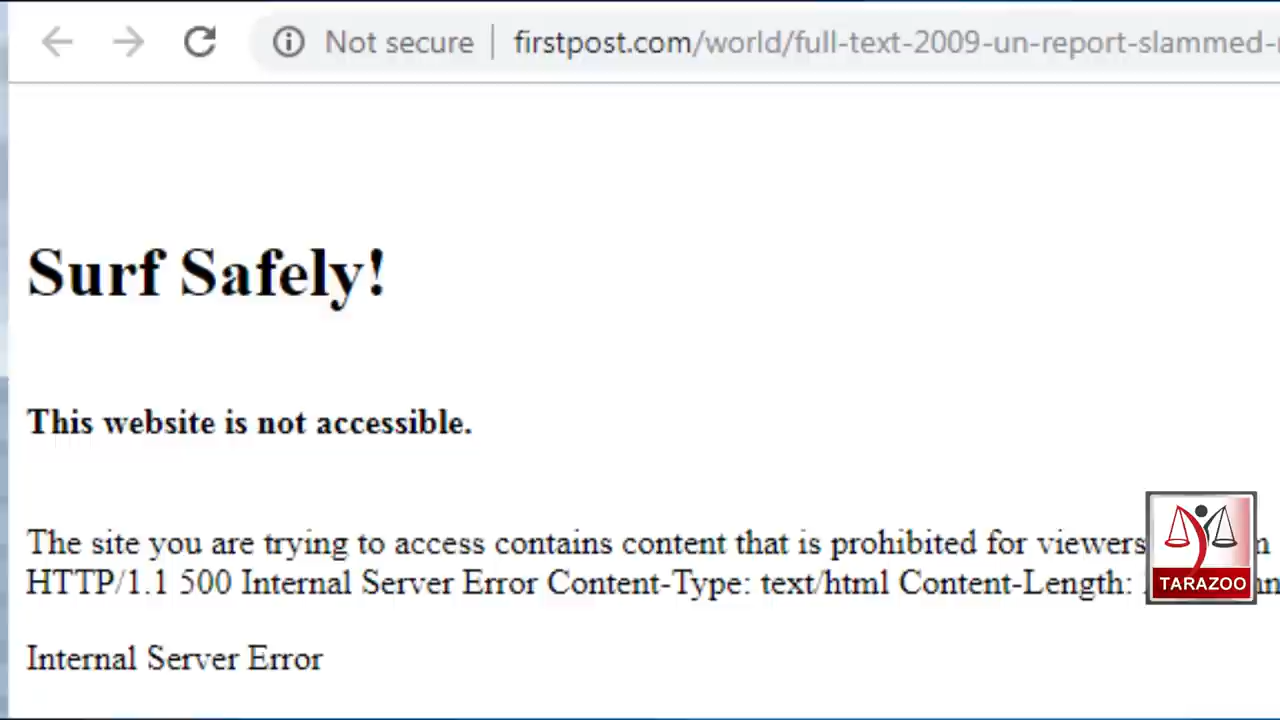 Not secure | firstpost.com/world/full-text-2009-un-report-slammed-
Surf Safely!
This website is not accessible.
The site you are trying to access contains content that is prohibited for viewers
HTTP/1.1 500 Internal Server Error Content-Type: text/html Content-Length:
TARAZOO
Internal Server Error